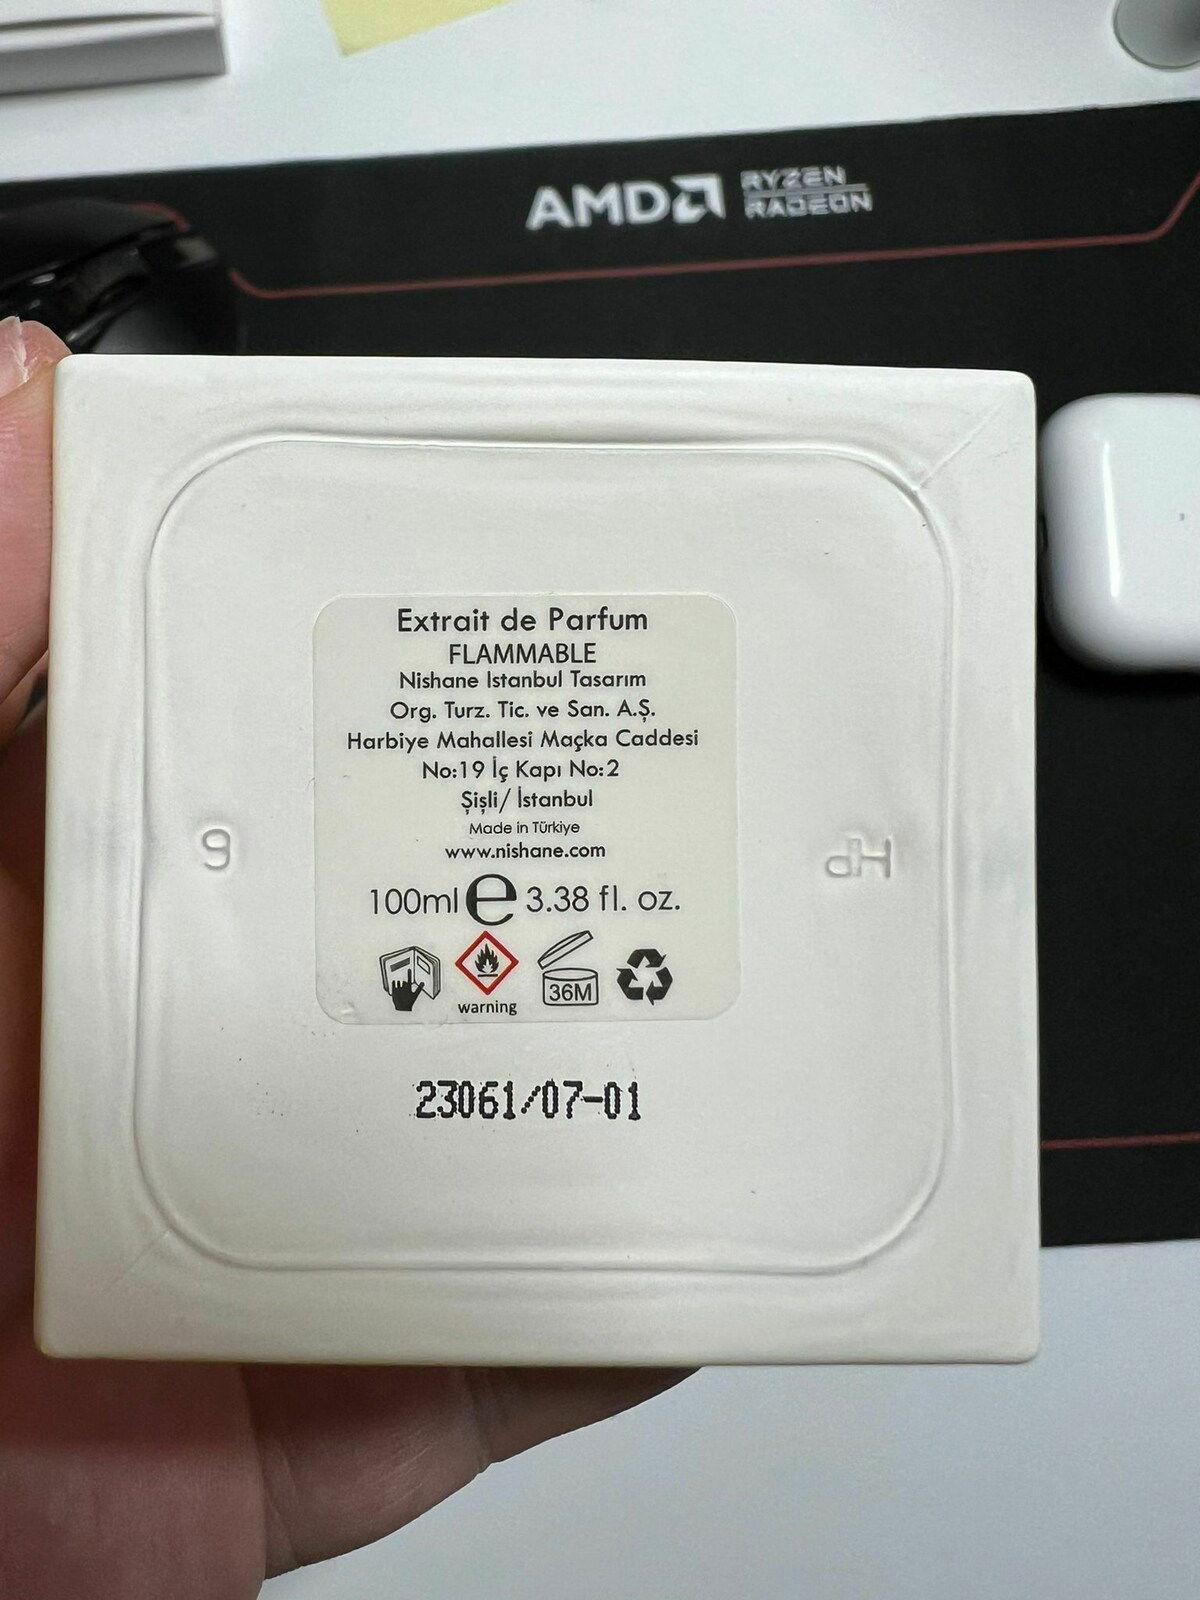 AMD RYZEN
RADEON
Extrait de Parfum
FLAMMABLE
Nishane Istanbul Tasarım
Org. Turz. Tic. ve San. A.Ş.
Harbiye Mahallesi Maçka Caddesi
No:19 İç Kapı No:2
Şişli/ İstanbul
Made in Türkiye
www.nishane.com
100ml e 3.38 fl. oz.
warning
36M
6
HP
23061/07-01